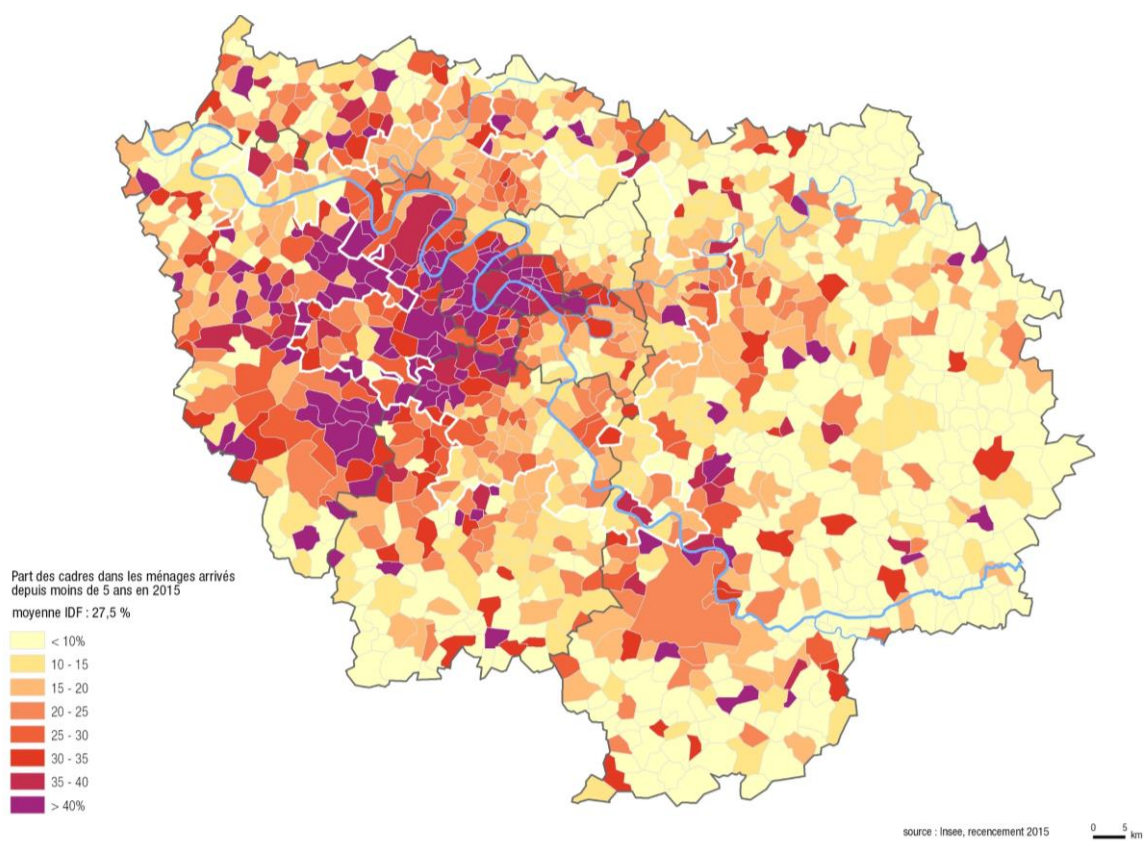 Part des cadres dans les ménages arrivés
depuis moins de 5 ans en 2015
moyenne IDF : 27,5 %
< 10%
10 - 15
15 - 20
20 - 25
25 - 30
30 - 35
35 - 40
> 40%
source : Insee, recencement 2015
0 5
km